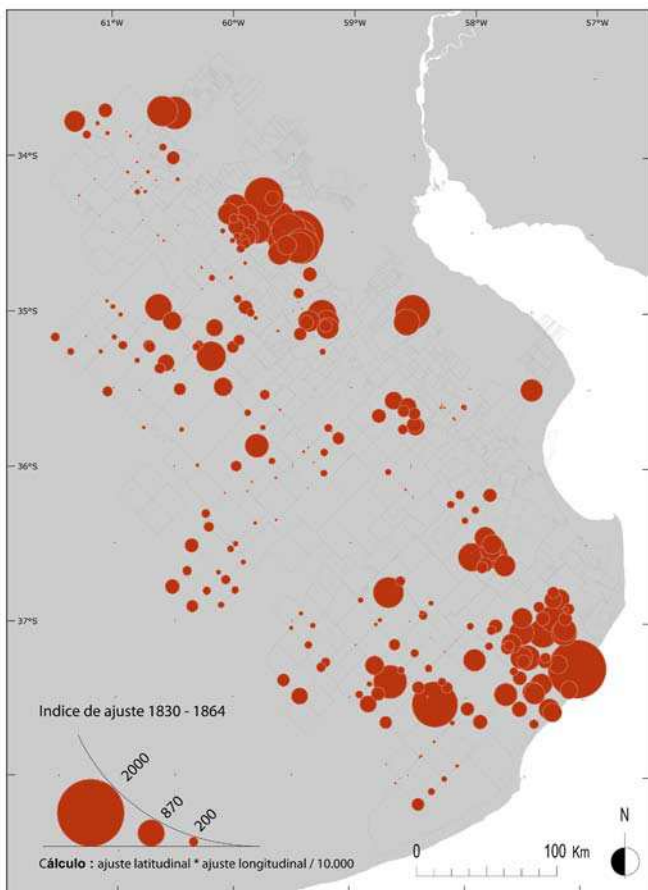 61°W 60°W 59°W 58°W 57°W
34°S
35°S
36°S
37°S
Indice de ajuste 1830 - 1864
2000
870
200
Cálculo : ajuste latitudinal * ajuste longitudinal / 10.000
N
0 100 Km